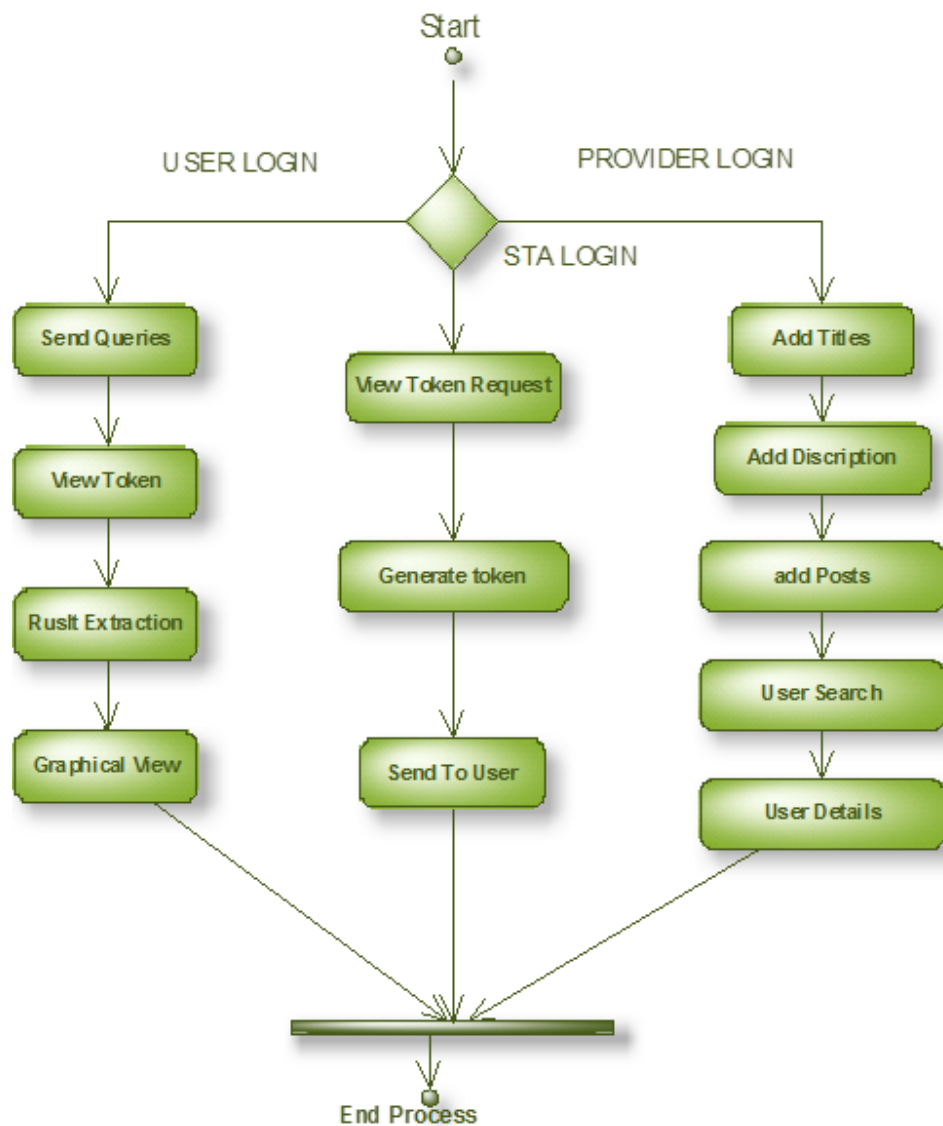 Start
USER LOGIN
PROVIDER LOGIN
STA LOGIN
Send Queries
View Token
Ruslt Extraction
Graphical View
View Token Request
Generate token
Send To User
Add Titles
Add Discription
add Posts
User Search
User Details
End Process